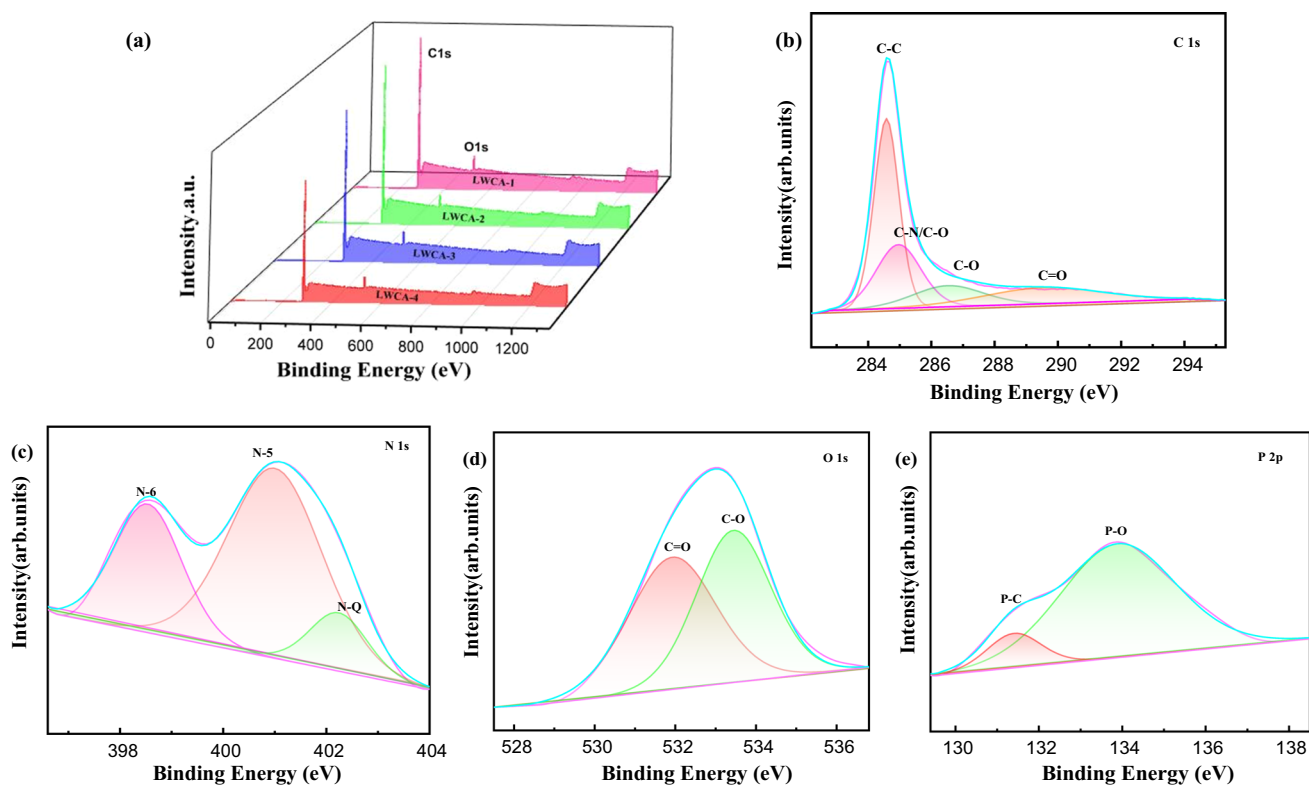 (a)
C1s
O1s
LWCA-1
LWCA-2
LWCA-3
LWCA-4
Intensity.a.u.
0 200 400 600 800 1000 1200
Binding Energy (eV)
(b)
C 1s
C-C
C-N/C-O
C-O
C=O
Intensity(arb.units)
284 286 288 290 292 294
Binding Energy (eV)
(c)
N 1s
N-6
N-5
N-Q
Intensity(arb.units)
398 400 402 404
Binding Energy (eV)
(d)
O 1s
C=O
C-O
Intensity(arb.units)
528 530 532 534 536
Binding Energy (eV)
(e)
P 2p
P-C
P-O
Intensity(arb.units)
130 132 134 136 138
Binding Energy (eV)